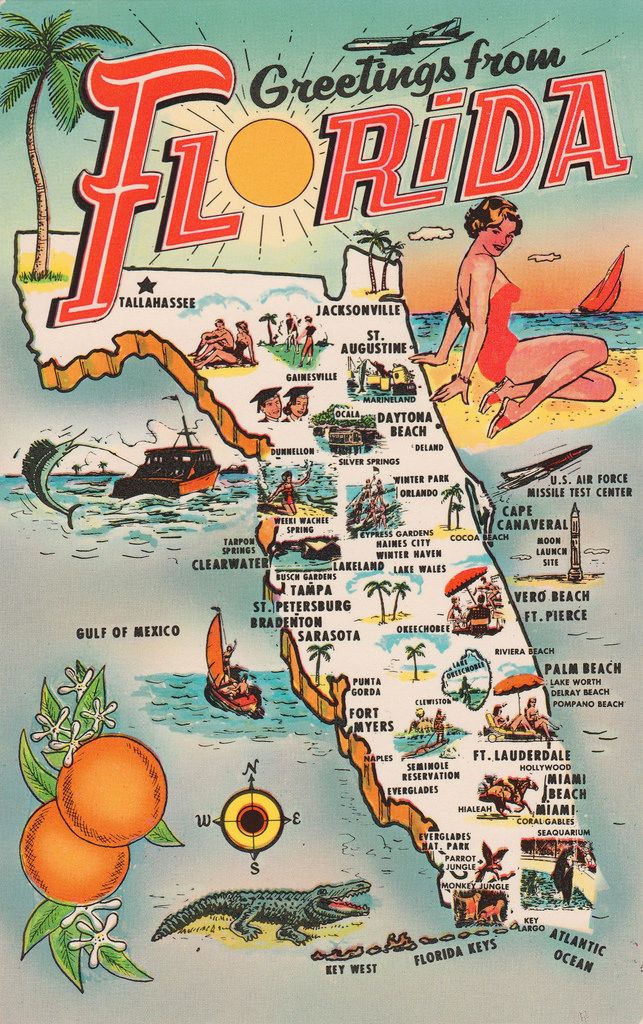 Greetings from
FLORIDA
TALLAHASSEE
JACKSONVILLE
ST.
AUGUSTINE
GAINESVILLE
MARINELAND
OCALA
DAYTONA
BEACH
DELAND
DUNNELLON
SILVER SPRINGS
WINTER PARK
ORLANDO
U.S. AIR FORCE
MISSILE TEST CENTER
CAPE
CANAVERAL
MOON
LAUNCH
SITE
WEEKI WACHEE
SPRING
CYPRESS GARDENS
HAINES CITY
WINTER HAVEN
COCOA BEACH
TARPON
SPRINGS
CLEARWATER
LAKELAND
LAKE WALES
BUSCH GARDENS
TAMPA
ST. PETERSBURG
BRADENTON
SARASOTA
VERO BEACH
FT. PIERCE
OKEECHOBEE
GULF OF MEXICO
RIVIERA BEACH
LAKE
OKEECHOBEE
PALM BEACH
LAKE WORTH
DELRAY BEACH
POMPANO BEACH
PUNTA
GORDA
CLEWISTON
FORT
MYERS
NAPLES
SEMINOLE
RESERVATION
EVERGLADES
FT. LAUDERDALE
HOLLYWOOD
MIAMI
BEACH
HIALEAH
MIAMI
CORAL GABLES
SEAQUARIUM
N
W E
S
EVERGLADES
NAT. PARK
PARROT
JUNGLE
MONKEY JUNGLE
KEY
LARGO
ATLANTIC
OCEAN
FLORIDA KEYS
KEY WEST